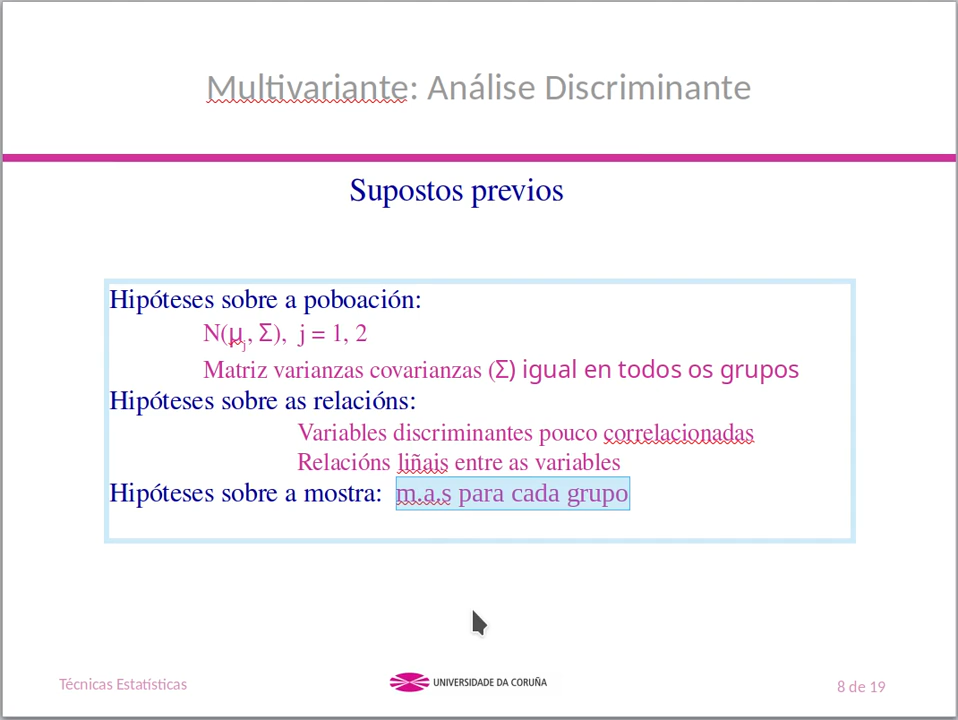 Multivariante: Análise Discriminante
Supostos previos
Hipóteses sobre a poboación:
N(μj, Σ), j = 1, 2
Matriz varianzas covarianzas (Σ) igual en todos os grupos
Hipóteses sobre as relacións:
Variables discriminantes pouco correlacionadas
Relacións liñais entre as variables
Hipóteses sobre a mostra: m.a.s para cada grupo
Técnicas Estatísticas
UNIVERSIDADE DA CORUÑA
8 de 19